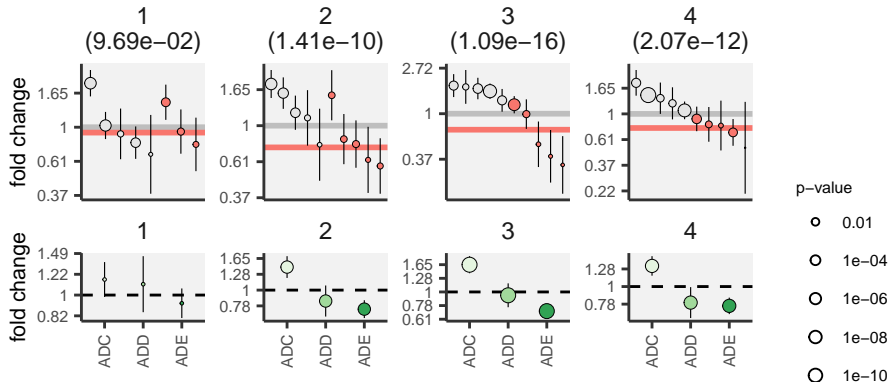 1
(9.69e−02)
2
(1.41e−10)
3
(1.09e−16)
4
(2.07e−12)
fold change
1.65
1
0.61
0.37
1.65
1
0.61
0.37
2.72
1
0.37
1.65
1
0.61
0.37
0.22
1
2
3
4
fold change
1.49
1.22
1
0.82
1.65
1.28
1
0.78
1.65
1.28
1
0.78
0.61
1.28
1
0.78
ADC
ADD
ADE
ADC
ADD
ADE
ADC
ADD
ADE
ADC
ADD
ADE
p−value
0.01
1e−04
1e−06
1e−08
1e−10